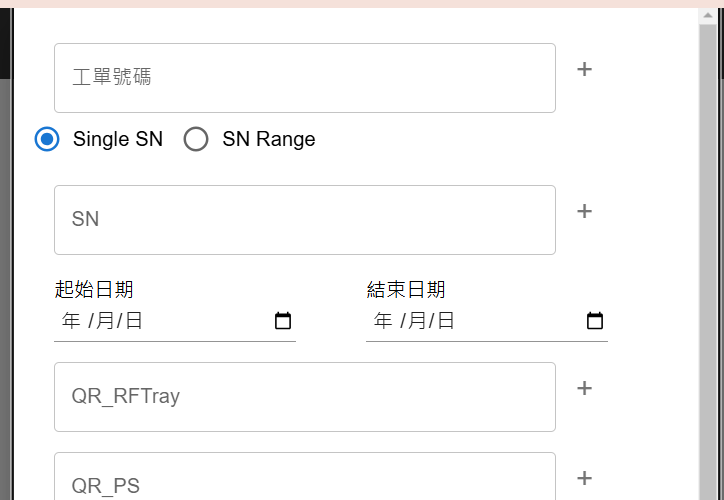 工單號碼 +
Single SN SN Range
SN +
起始日期 結束日期
年 /月/日 年 /月/日
QR_RFTray +
QR_PS +